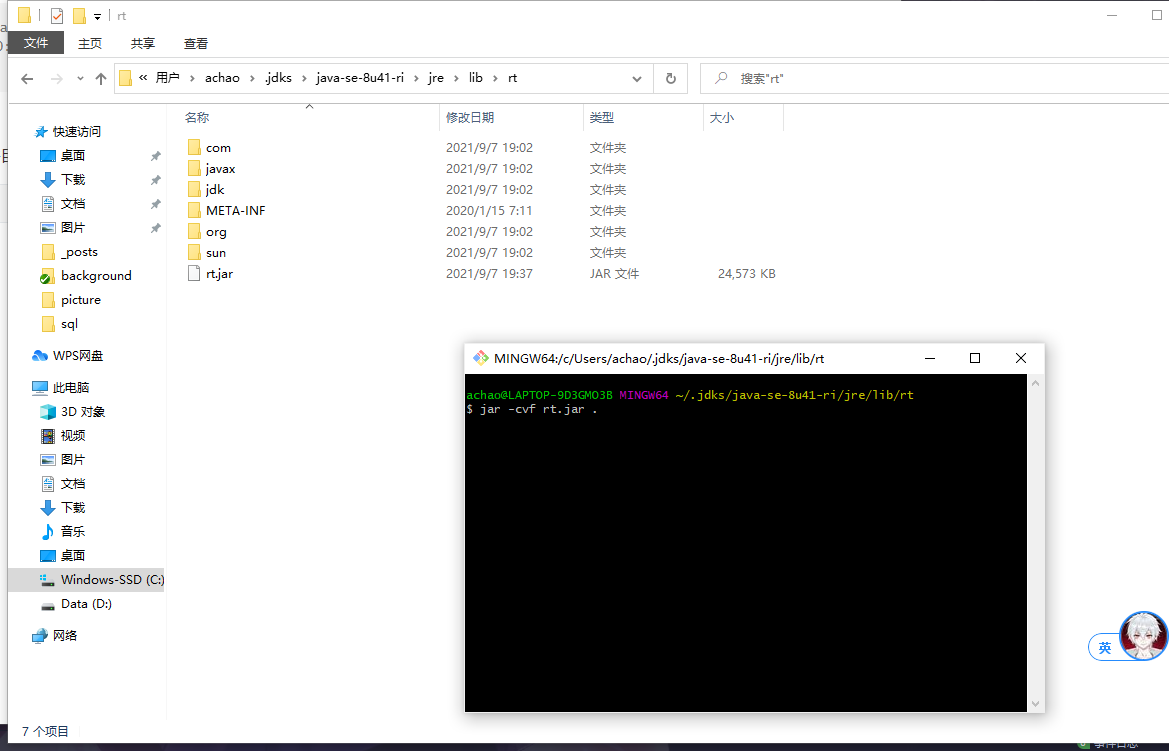 rt
文件 主页 共享 查看
« 用户 › achao › .jdks › java-se-8u41-ri › jre › lib › rt
搜索"rt"
名称 修改日期 类型 大小
快速访问
桌面
下载
文档
图片
_posts
background
picture
sql
WPS网盘
此电脑
3D 对象
视频
图片
文档
下载
音乐
桌面
Windows-SSD (C:)
Data (D:)
网络
com 2021/9/7 19:02 文件夹
javax 2021/9/7 19:02 文件夹
jdk 2021/9/7 19:02 文件夹
META-INF 2020/1/15 7:11 文件夹
org 2021/9/7 19:02 文件夹
sun 2021/9/7 19:02 文件夹
rt.jar 2021/9/7 19:37 JAR 文件 24,573 KB
MINGW64:/c/Users/achao/.jdks/java-se-8u41-ri/jre/lib/rt
achao@LAPTOP-9D3GMO3B MINGW64 ~/.jdks/java-se-8u41-ri/jre/lib/rt
$ jar -cvf rt.jar .
英
7 个项目